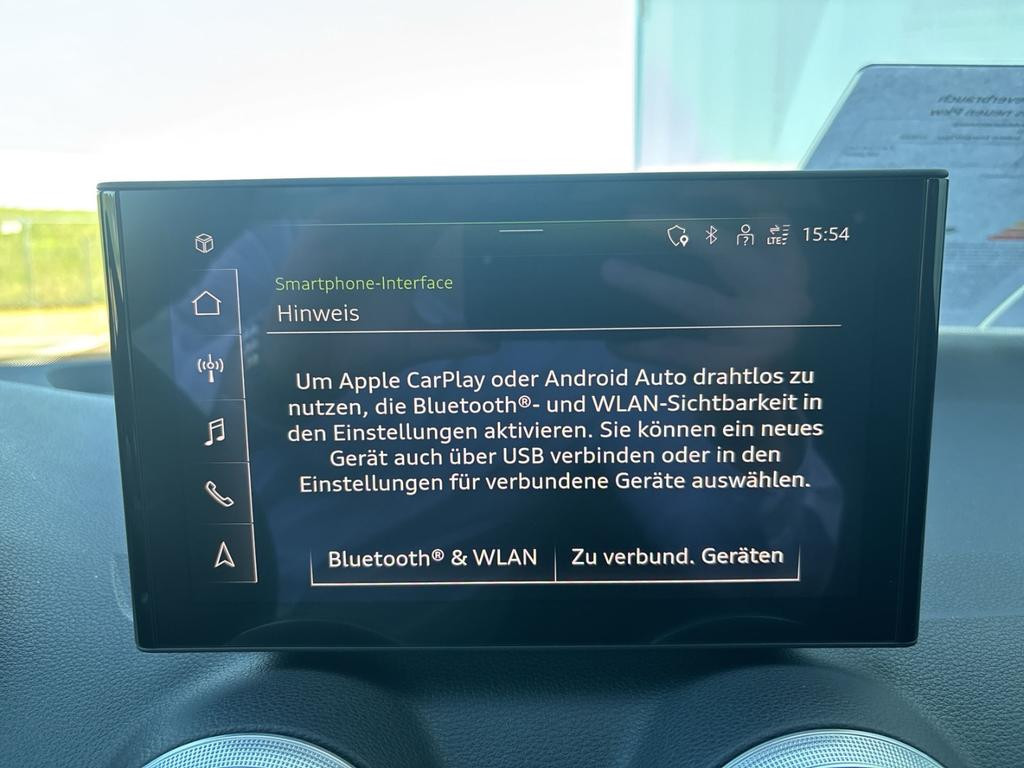 LTE 15:54
Smartphone-Interface
Hinweis
Um Apple CarPlay oder Android Auto drahtlos zu
nutzen, die Bluetooth®- und WLAN-Sichtbarkeit in
den Einstellungen aktivieren. Sie können ein neues
Gerät auch über USB verbinden oder in den
Einstellungen für verbundene Geräte auswählen.
Bluetooth® & WLAN Zu verbund. Geräten